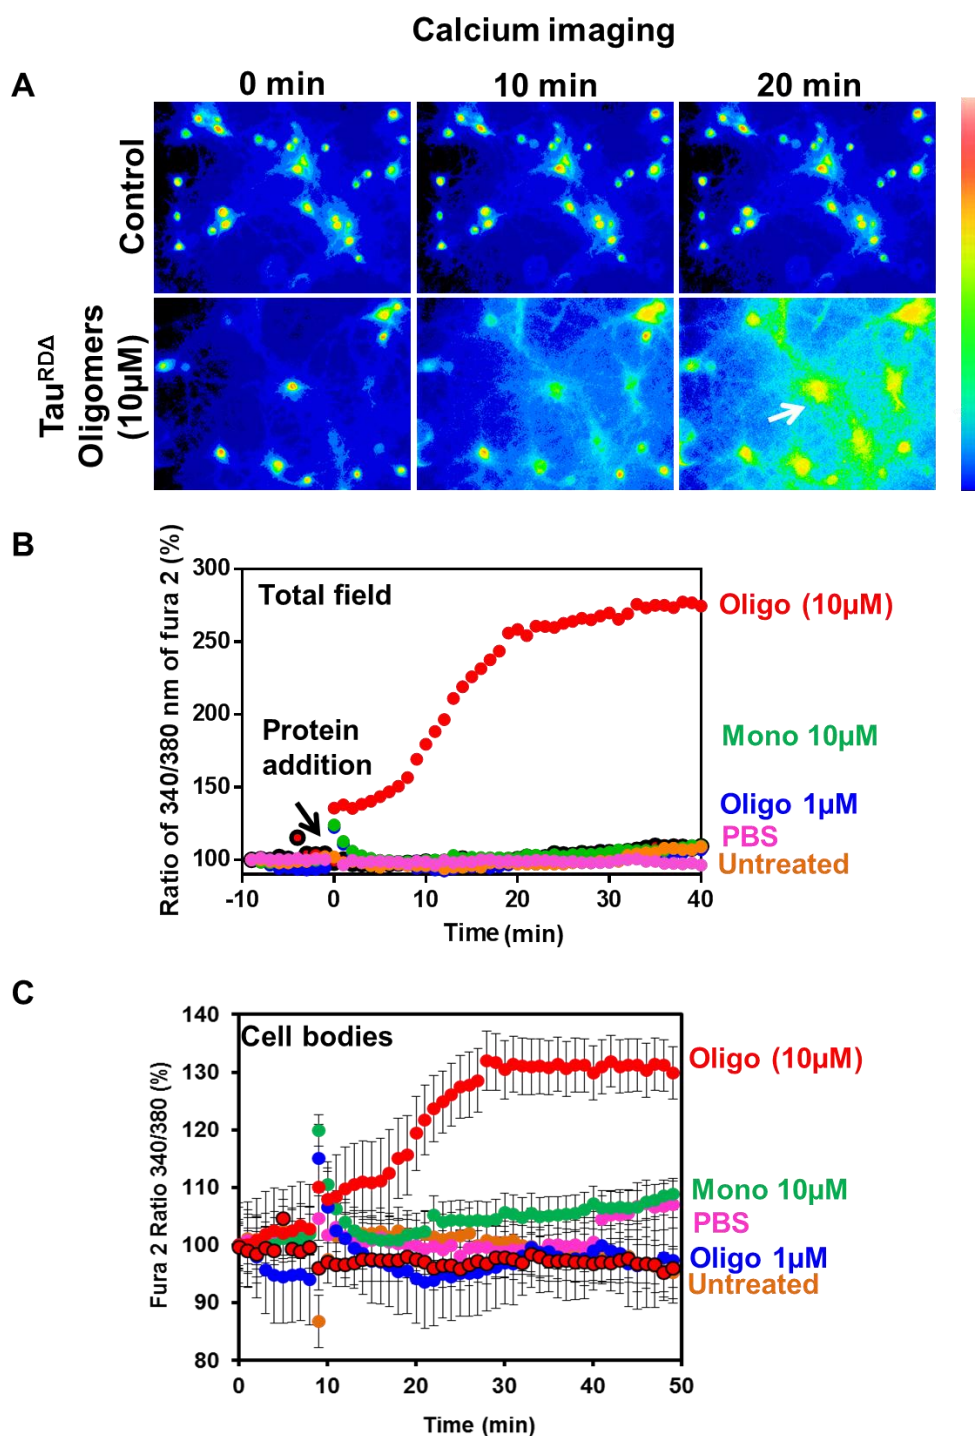 Calcium imaging
A
0 min 10 min 20 min
Control
Tau^RDΔ
Oligomers
(10µM)
B
Ratio of 340/380 nm of fura 2 (%)
300
250
200
150
100
Total field
Protein
addition
Oligo (10µM)
Mono 10µM
Oligo 1µM
PBS
Untreated
-10 0 10 20 30 40
Time (min)
C
Fura 2 Ratio 340/380 (%)
140
130
120
110
100
90
80
Cell bodies
Oligo (10µM)
Mono 10µM
PBS
Oligo 1µM
Untreated
0 10 20 30 40 50
Time (min)